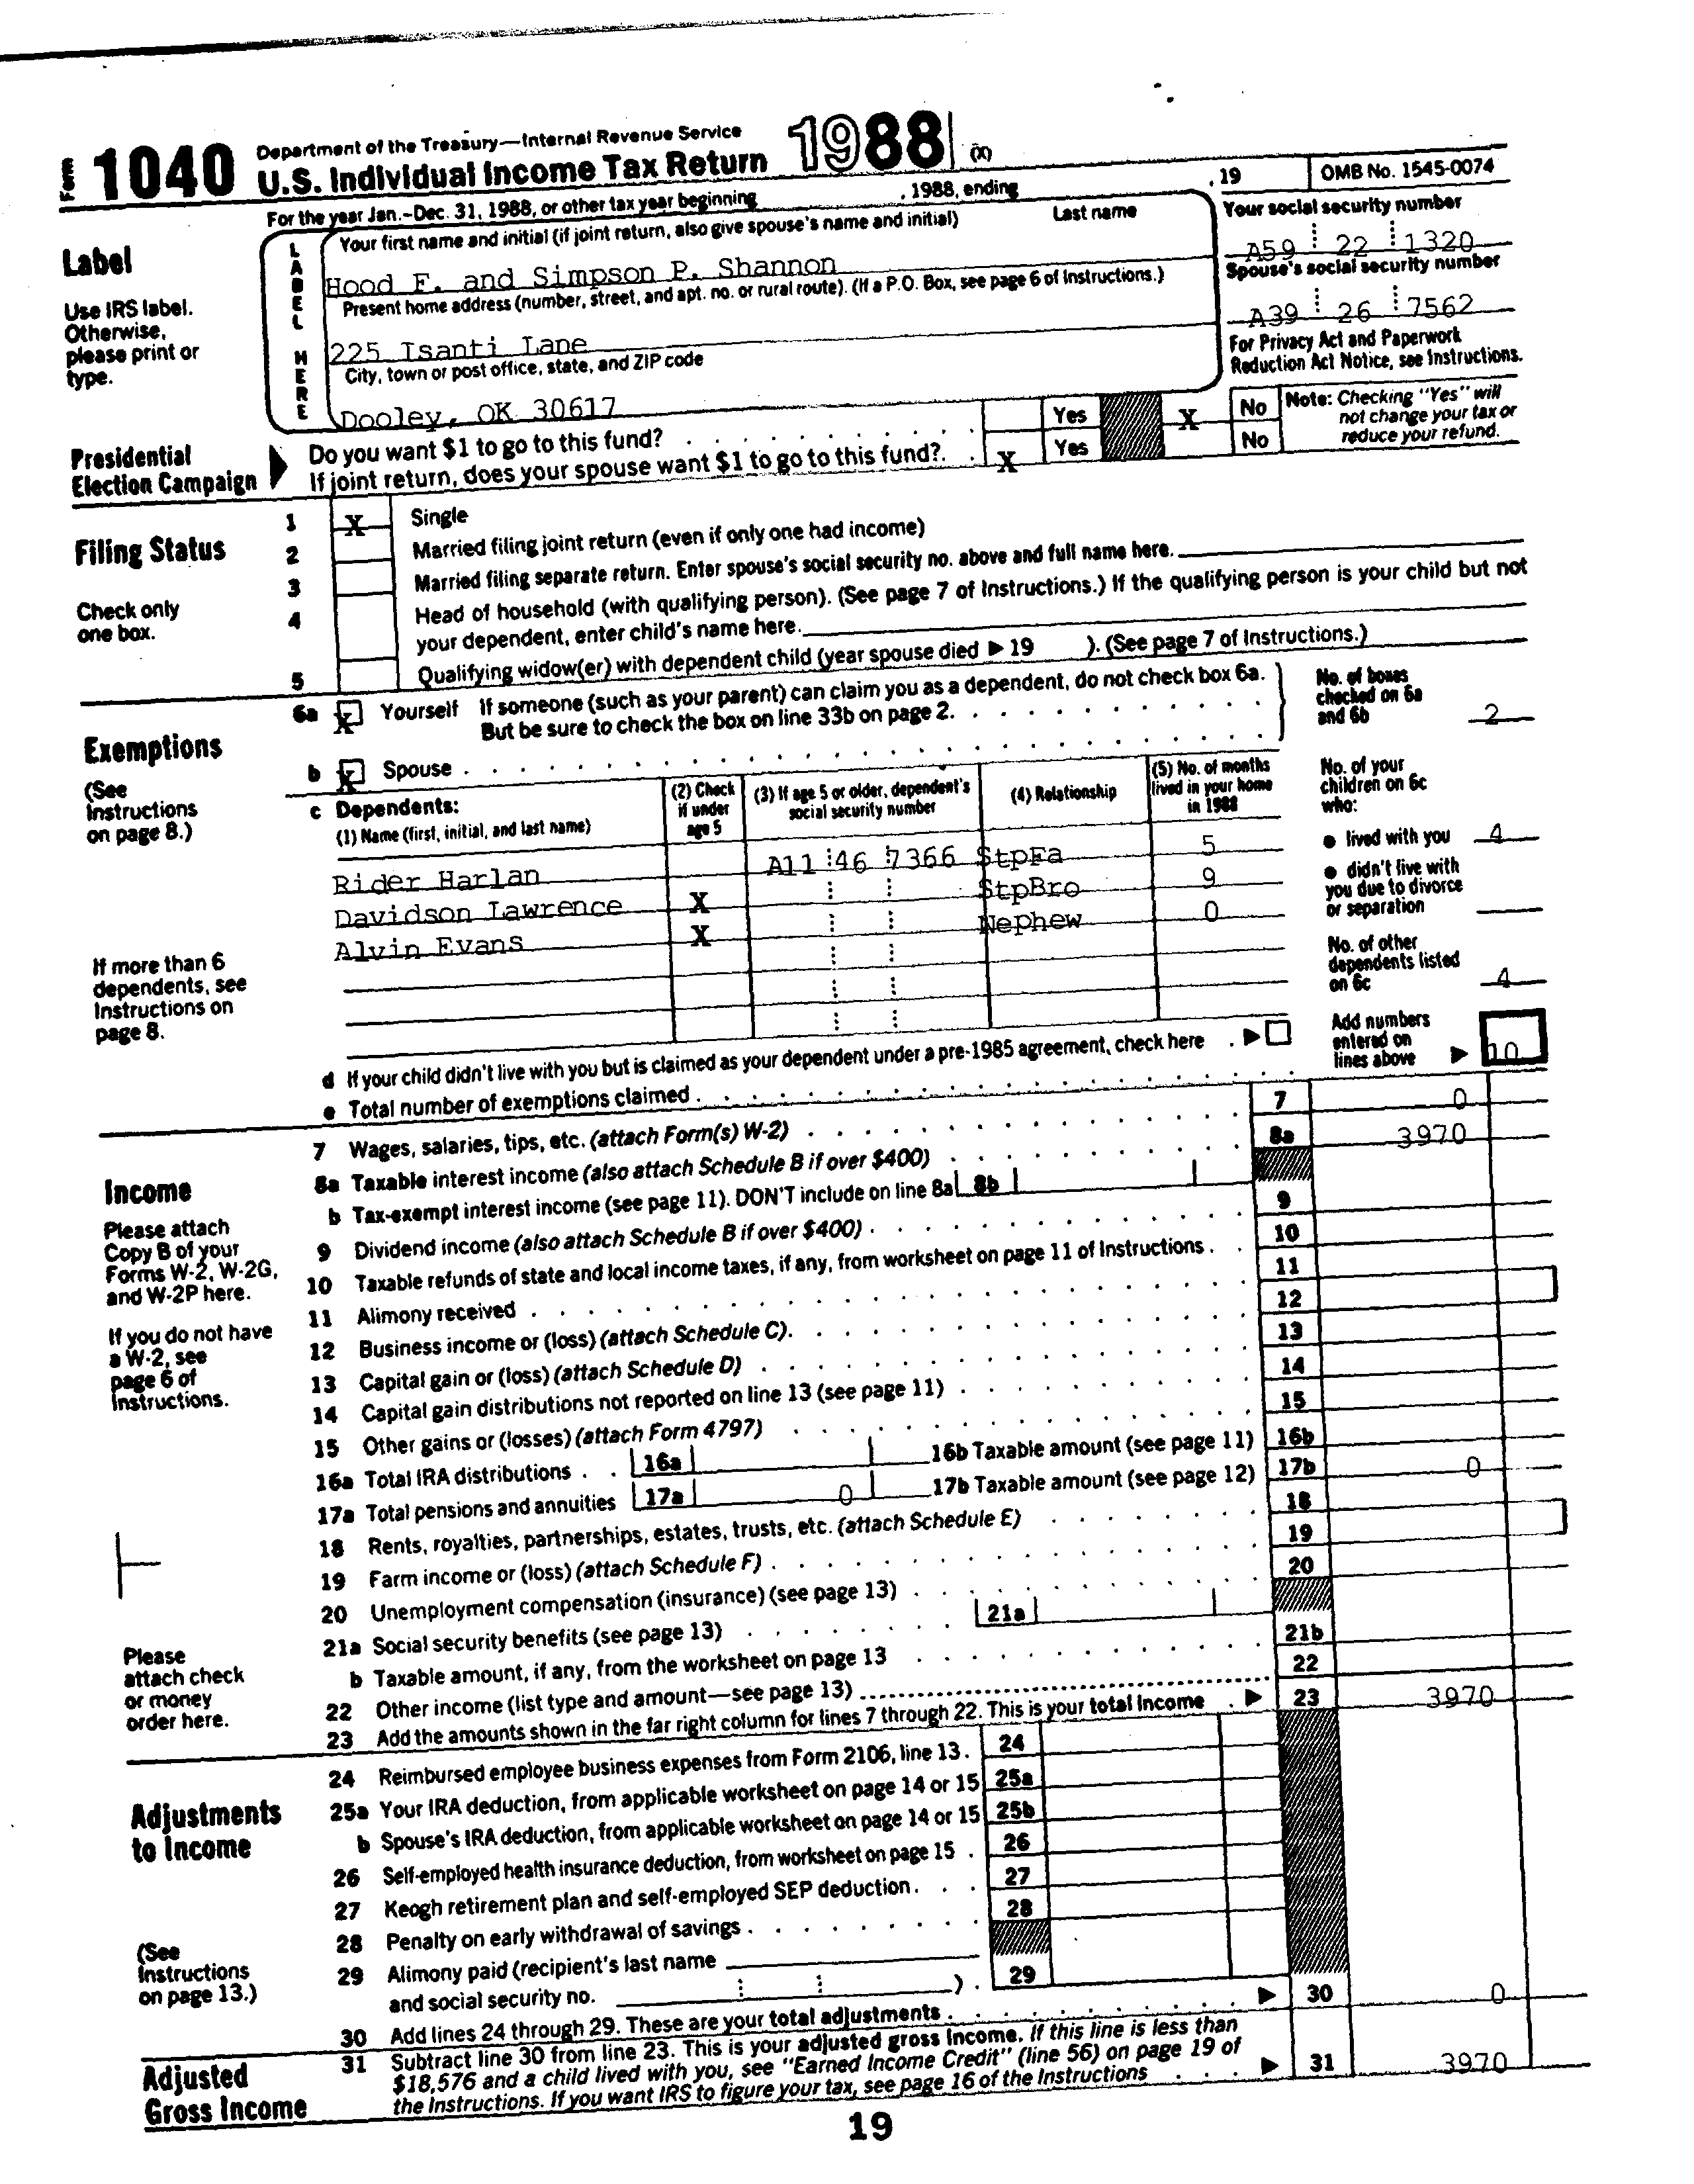 Form 1040 Department of the Treasury—Internal Revenue Service
U.S. Individual Income Tax Return 1988 (X)
For the year Jan.-Dec. 31, 1988, or other tax year beginning , 1988, ending , 19 OMB No. 1545-0074
Label
Use IRS label.
Otherwise,
please print or
type.
LABEL HERE
Your first name and initial (if joint return, also give spouse's name and initial) Last name
Hood F. and Simpson P. Shannon
Present home address (number, street, and apt. no. or rural route). (If a P.O. Box, see page 6 of Instructions.)
225 Isanti Lane
City, town or post office, state, and ZIP code
Dooley, OK 30617
Your social security number
A59 22 1320
Spouse's social security number
A39 26 7562
For Privacy Act and Paperwork
Reduction Act Notice, see Instructions.
Presidential
Election Campaign
Do you want $1 to go to this fund? Yes X No
If joint return, does your spouse want $1 to go to this fund?. X Yes No
Note: Checking "Yes" will
not change your tax or
reduce your refund.
Filing Status
Check only
one box.
1 X Single
2 Married filing joint return (even if only one had income)
3 Married filing separate return. Enter spouse's social security no. above and full name here.
4 Head of household (with qualifying person). (See page 7 of Instructions.) If the qualifying person is your child but not
your dependent, enter child's name here.
5 Qualifying widow(er) with dependent child (year spouse died ▶ 19 ). (See page 7 of Instructions.)
Exemptions
(See
Instructions
on page 8.)
If more than 6
dependents, see
Instructions on
page 8.
6a X Yourself If someone (such as your parent) can claim you as a dependent, do not check box 6a.
But be sure to check the box on line 33b on page 2.
b X Spouse
c Dependents:
(1) Name (first, initial, and last name)
(2) Check
if under
age 5
(3) If age 5 or older, dependent's
social security number
(4) Relationship
(5) No. of months
lived in your home
in 1988
Rider Harlan A11 46 7366 StpFa 5
Davidson Lawrence X StpBro 9
Alvin Evans X Nephew 0
No. of boxes
checked on 6a
and 6b 2
No. of your
children on 6c
who:
● lived with you 4
● didn't live with
you due to divorce
or separation
No. of other
dependents listed
on 6c 4
Add numbers
entered on
lines above ▶ 10
d If your child didn't live with you but is claimed as your dependent under a pre-1985 agreement, check here ▶
e Total number of exemptions claimed
Income
Please attach
Copy B of your
Forms W-2, W-2G,
and W-2P here.
If you do not have
a W-2, see
page 6 of
Instructions.
Please
attach check
or money
order here.
7 Wages, salaries, tips, etc. (attach Form(s) W-2) 7 0
8a Taxable interest income (also attach Schedule B if over $400) 8a 3970
b Tax-exempt interest income (see page 11). DON'T include on line 8a 8b
9 Dividend income (also attach Schedule B if over $400) 9
10 Taxable refunds of state and local income taxes, if any, from worksheet on page 11 of Instructions 10
11 Alimony received 11
12 Business income or (loss) (attach Schedule C). 12
13 Capital gain or (loss) (attach Schedule D) 13
14 Capital gain distributions not reported on line 13 (see page 11) 14
15 Other gains or (losses) (attach Form 4797) 15
16a Total IRA distributions 16a 16b Taxable amount (see page 11) 16b
17a Total pensions and annuities 17a 0 17b Taxable amount (see page 12) 17b 0
18 Rents, royalties, partnerships, estates, trusts, etc. (attach Schedule E) 18
19 Farm income or (loss) (attach Schedule F) 19
20 Unemployment compensation (insurance) (see page 13) 20
21a Social security benefits (see page 13) 21a
b Taxable amount, if any, from the worksheet on page 13 21b
22 Other income (list type and amount—see page 13) 22
23 Add the amounts shown in the far right column for lines 7 through 22. This is your total income ▶ 23 3970
Adjustments
to Income
(See
Instructions
on page 13.)
24 Reimbursed employee business expenses from Form 2106, line 13. 24
25a Your IRA deduction, from applicable worksheet on page 14 or 15 25a
b Spouse's IRA deduction, from applicable worksheet on page 14 or 15 25b
26 Self-employed health insurance deduction, from worksheet on page 15 26
27 Keogh retirement plan and self-employed SEP deduction 27
28 Penalty on early withdrawal of savings 28
29 Alimony paid (recipient's last name
and social security no. ). 29
30 Add lines 24 through 29. These are your total adjustments ▶ 30 0
Adjusted
Gross Income
31 Subtract line 30 from line 23. This is your adjusted gross income. If this line is less than
$18,576 and a child lived with you, see "Earned Income Credit" (line 56) on page 19 of
the Instructions. If you want IRS to figure your tax, see page 16 of the Instructions ▶ 31 3970
19